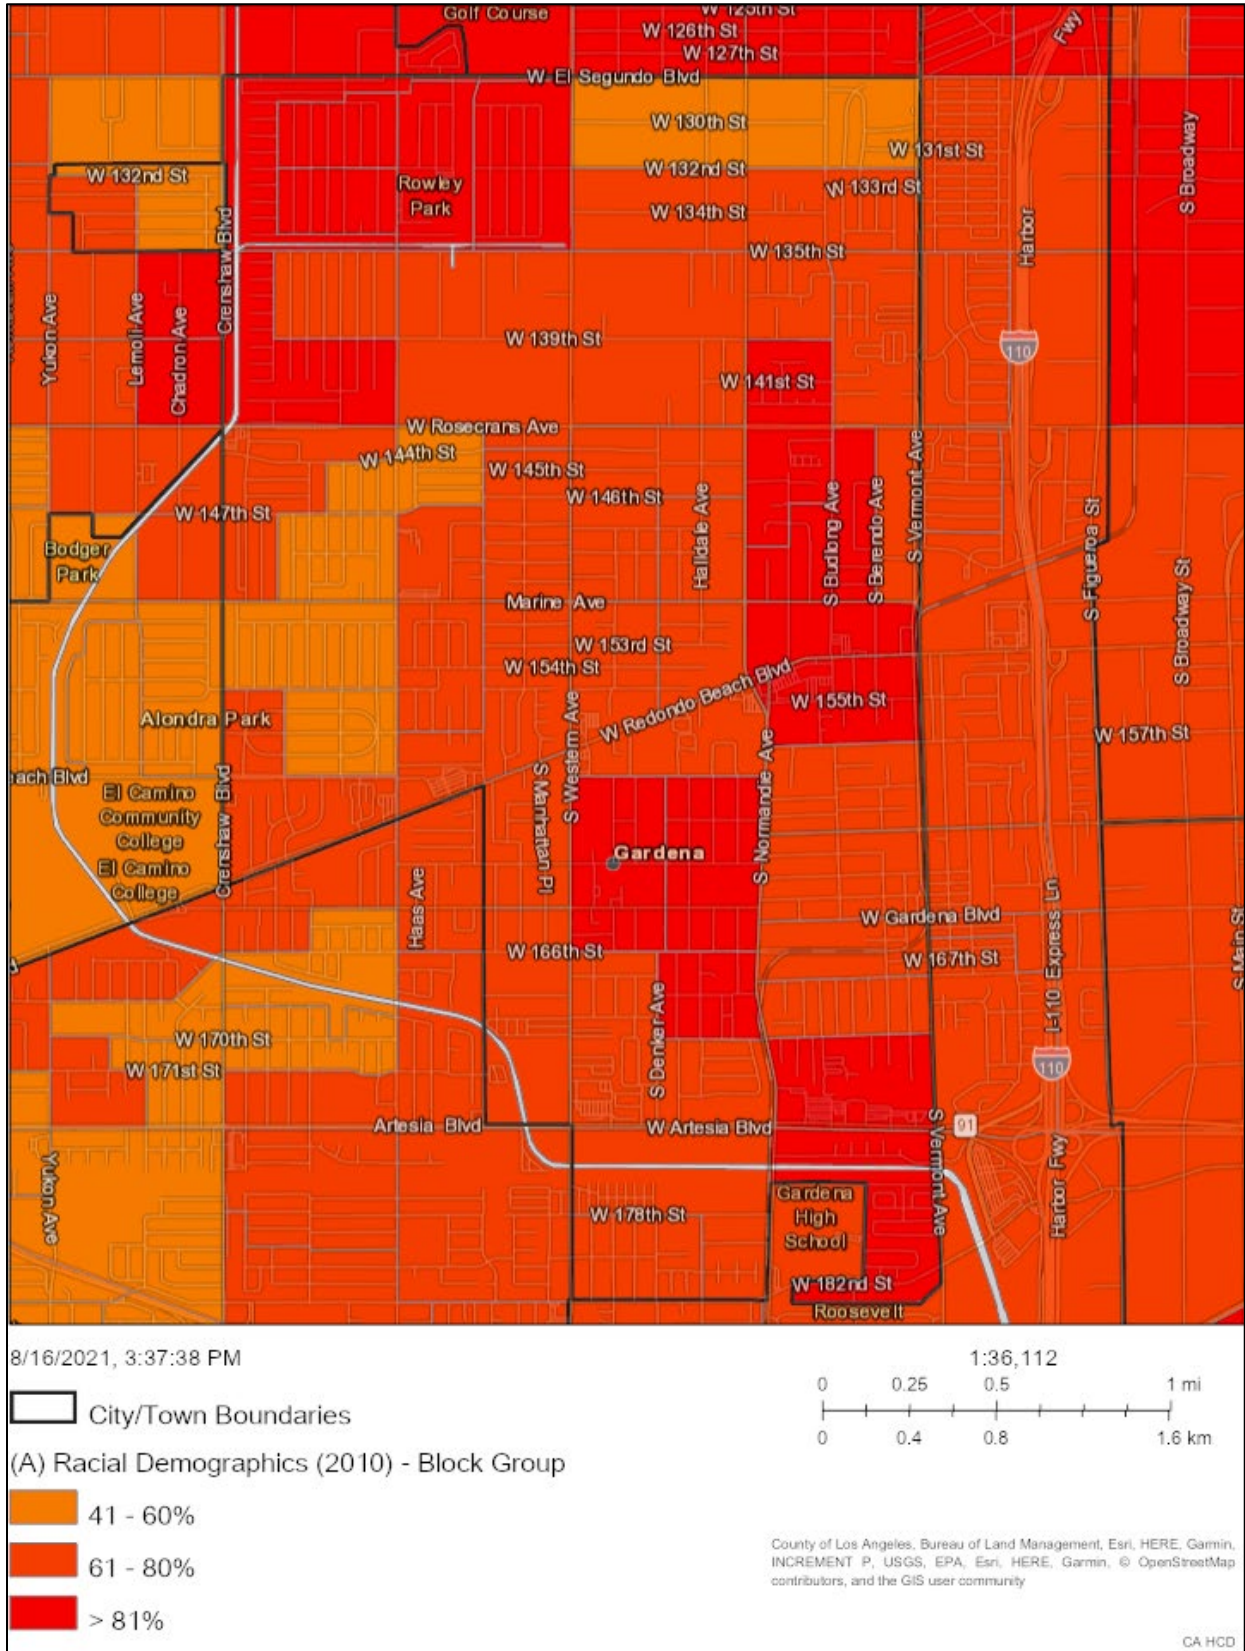 Golf Course
W 125th St
W 126th St
W 127th St
Fwy
W El Segundo Blvd
W 130th St
W 131st St
S Broadway
W 132nd St
W 132nd St
Rowley
Park
W 133rd St
W 134th St
Crenshaw Blvd
Harbor
W 135th St
Yukon Ave
Lemoli Ave
Chadron Ave
W 139th St
110
W 141st St
W Rosecrans Ave
W 144th St
W 145th St
W 146th St
Halldale Ave
S Budlong Ave
S Berendo Ave
S Vermont Ave
W 147th St
Bodger
Park
S Figueroa St
Marine Ave
W 153rd St
W 154th St
S Broadway St
W Redondo Beach Blvd
W 155th St
Alondra Park
S Western Ave
W 157th St
each Blvd
El Camino
Community
College
El Camino
College
Crenshaw Blvd
S Manhattan Pl
S Normandie Ave
Gardena
Haas Ave
W Gardena Blvd
I-110 Express Ln
S Main St
W 166th St
W 167th St
S Denker Ave
W 170th St
W 171st St
110
Artesia Blvd
W Artesia Blvd
91
S Vermont Ave
Harbor Fwy
Yukon Ave
Gardena
High
School
W 178th St
W 182nd St
Roosevelt
8/16/2021, 3:37:38 PM
1:36,112
0 0.25 0.5 1 mi
0 0.4 0.8 1.6 km
City/Town Boundaries
(A) Racial Demographics (2010) - Block Group
41 - 60%
61 - 80%
> 81%
County of Los Angeles, Bureau of Land Management, Esri, HERE, Garmin,
INCREMENT P, USGS, EPA, Esri, HERE, Garmin, © OpenStreetMap
contributors, and the GIS user community
CA HCD